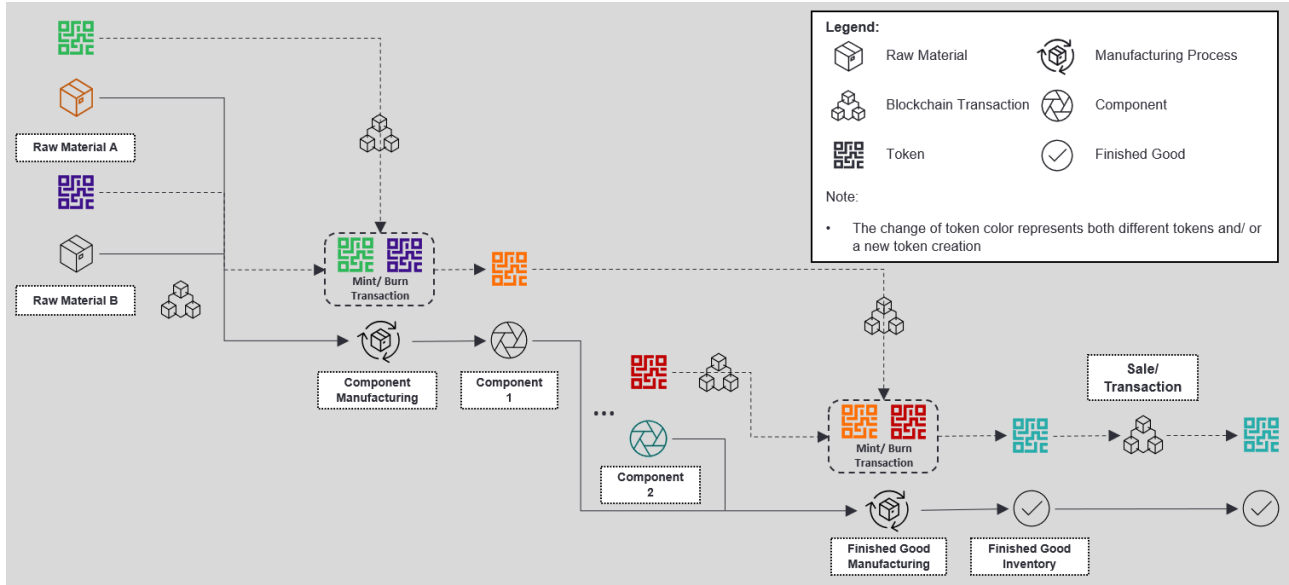 Legend:
Raw Material
Manufacturing Process
Blockchain Transaction
Component
Token
Finished Good
Note:
• The change of token color represents both different tokens and/ or
a new token creation
Raw Material A
Raw Material B
Mint/ Burn
Transaction
Component
Manufacturing
Component
1
...
Component
2
Mint/ Burn
Transaction
Sale/
Transaction
Finished Good
Manufacturing
Finished Good
Inventory